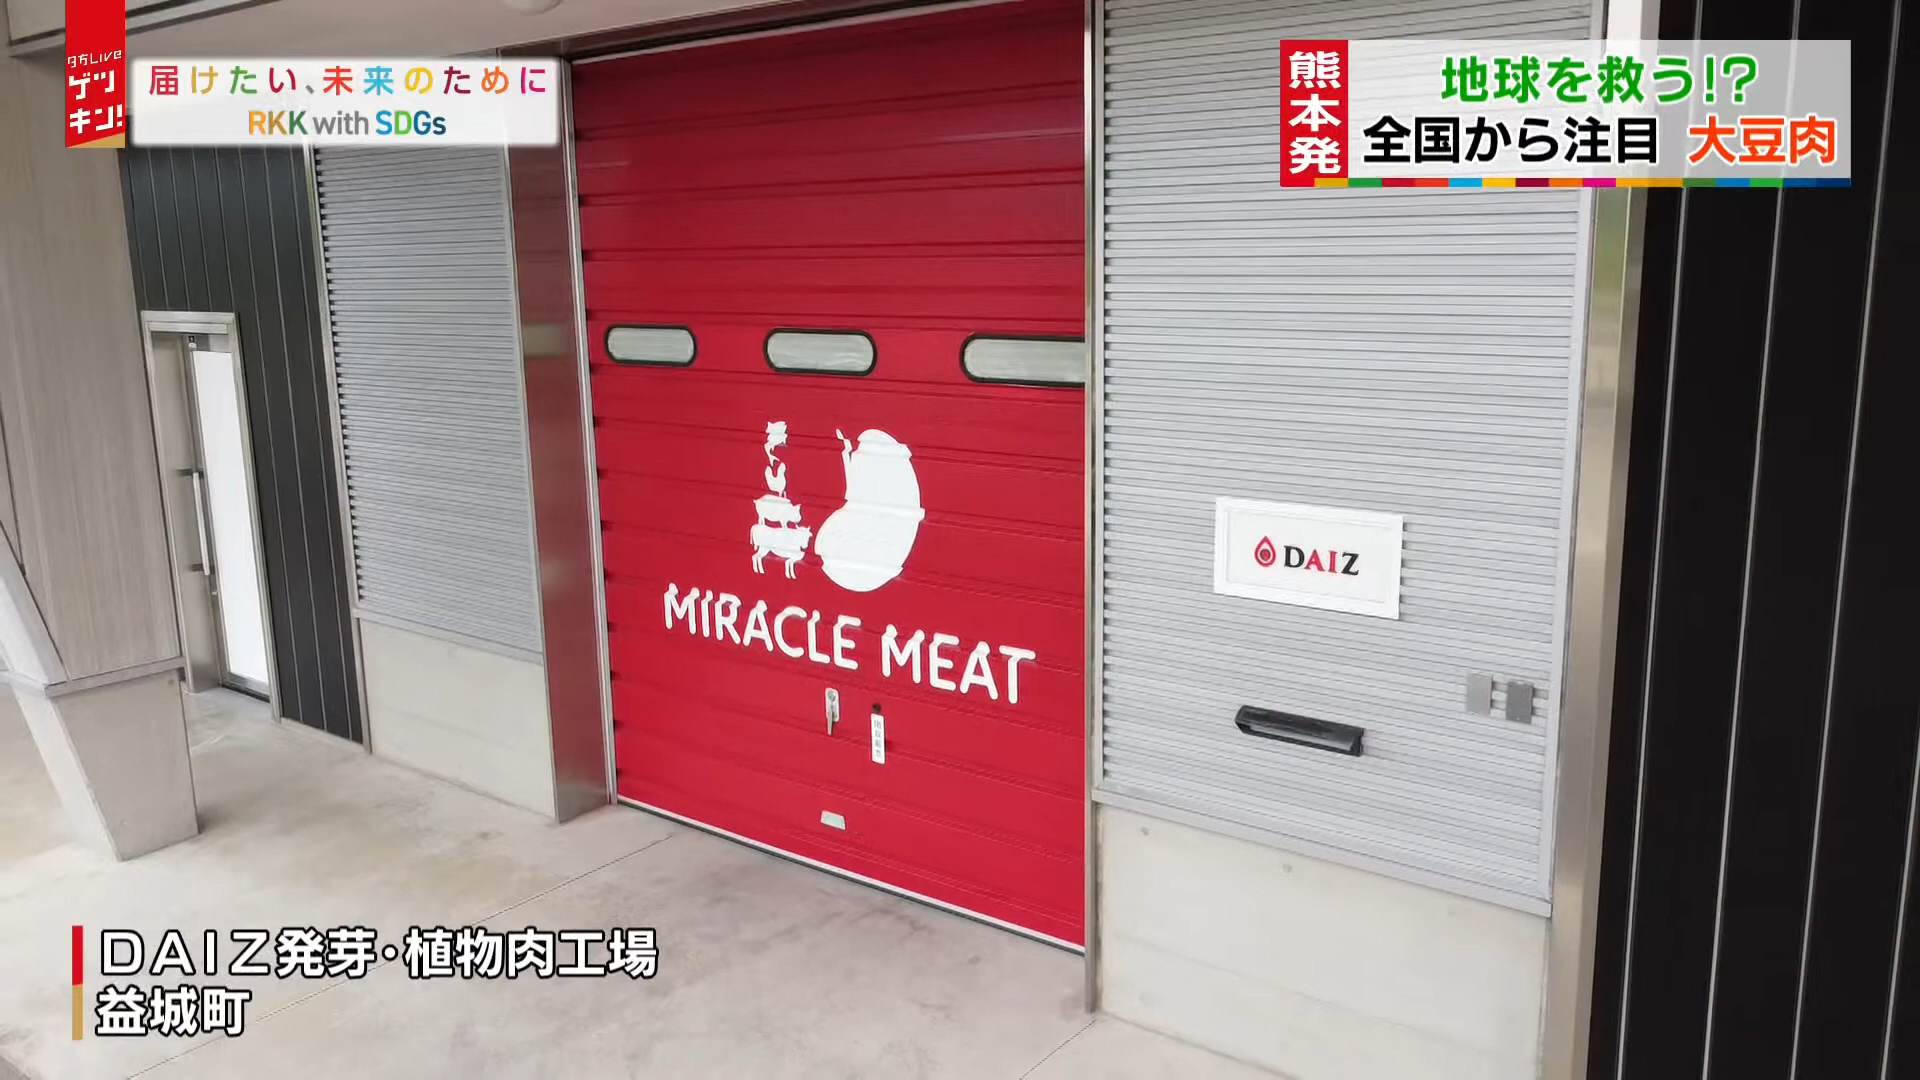 夕方Live
ゲツ
キン!
届けたい、未来のために
RKK with SDGs
熊本発
地球を救う!?
全国から注目 大豆肉
MIRACLE MEAT
DAIZ
DAIZ発芽・植物肉工場
益城町